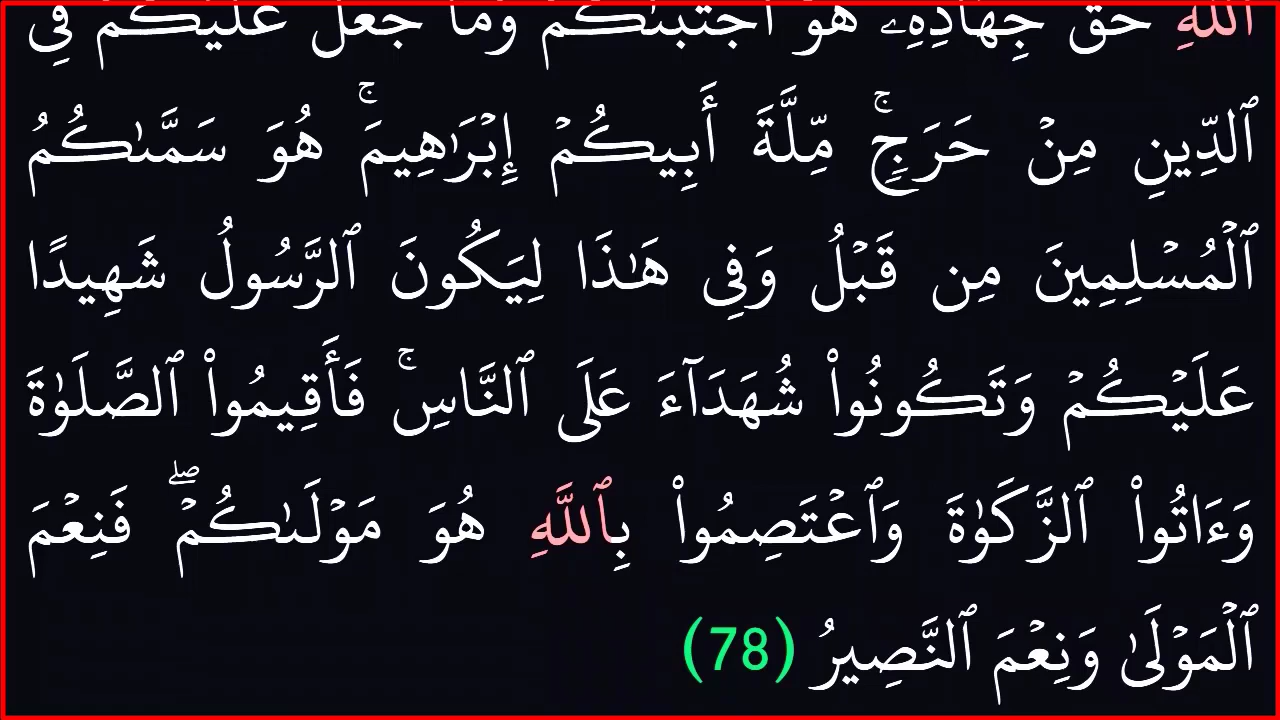 ٱللَّهِ حَقَّ جِهَادِهِۦ هُوَ ٱجْتَبَىٰكُمْ وَمَا جَعَلَ عَلَيْكُمْ فِى
ٱلدِّينِ مِنْ حَرَجٍۢ ۚ مِّلَّةَ أَبِيكُمْ إِبْرَٰهِيمَ ۚ هُوَ سَمَّىٰكُمُ
ٱلْمُسْلِمِينَ مِن قَبْلُ وَفِى هَٰذَا لِيَكُونَ ٱلرَّسُولُ شَهِيدًا
عَلَيْكُمْ وَتَكُونُوا۟ شُهَدَآءَ عَلَى ٱلنَّاسِ ۚ فَأَقِيمُوا۟ ٱلصَّلَوٰةَ
وَءَاتُوا۟ ٱلزَّكَوٰةَ وَٱعْتَصِمُوا۟ بِٱللَّهِ هُوَ مَوْلَىٰكُمْ ۖ فَنِعْمَ
ٱلْمَوْلَىٰ وَنِعْمَ ٱلنَّصِيرُ (78)